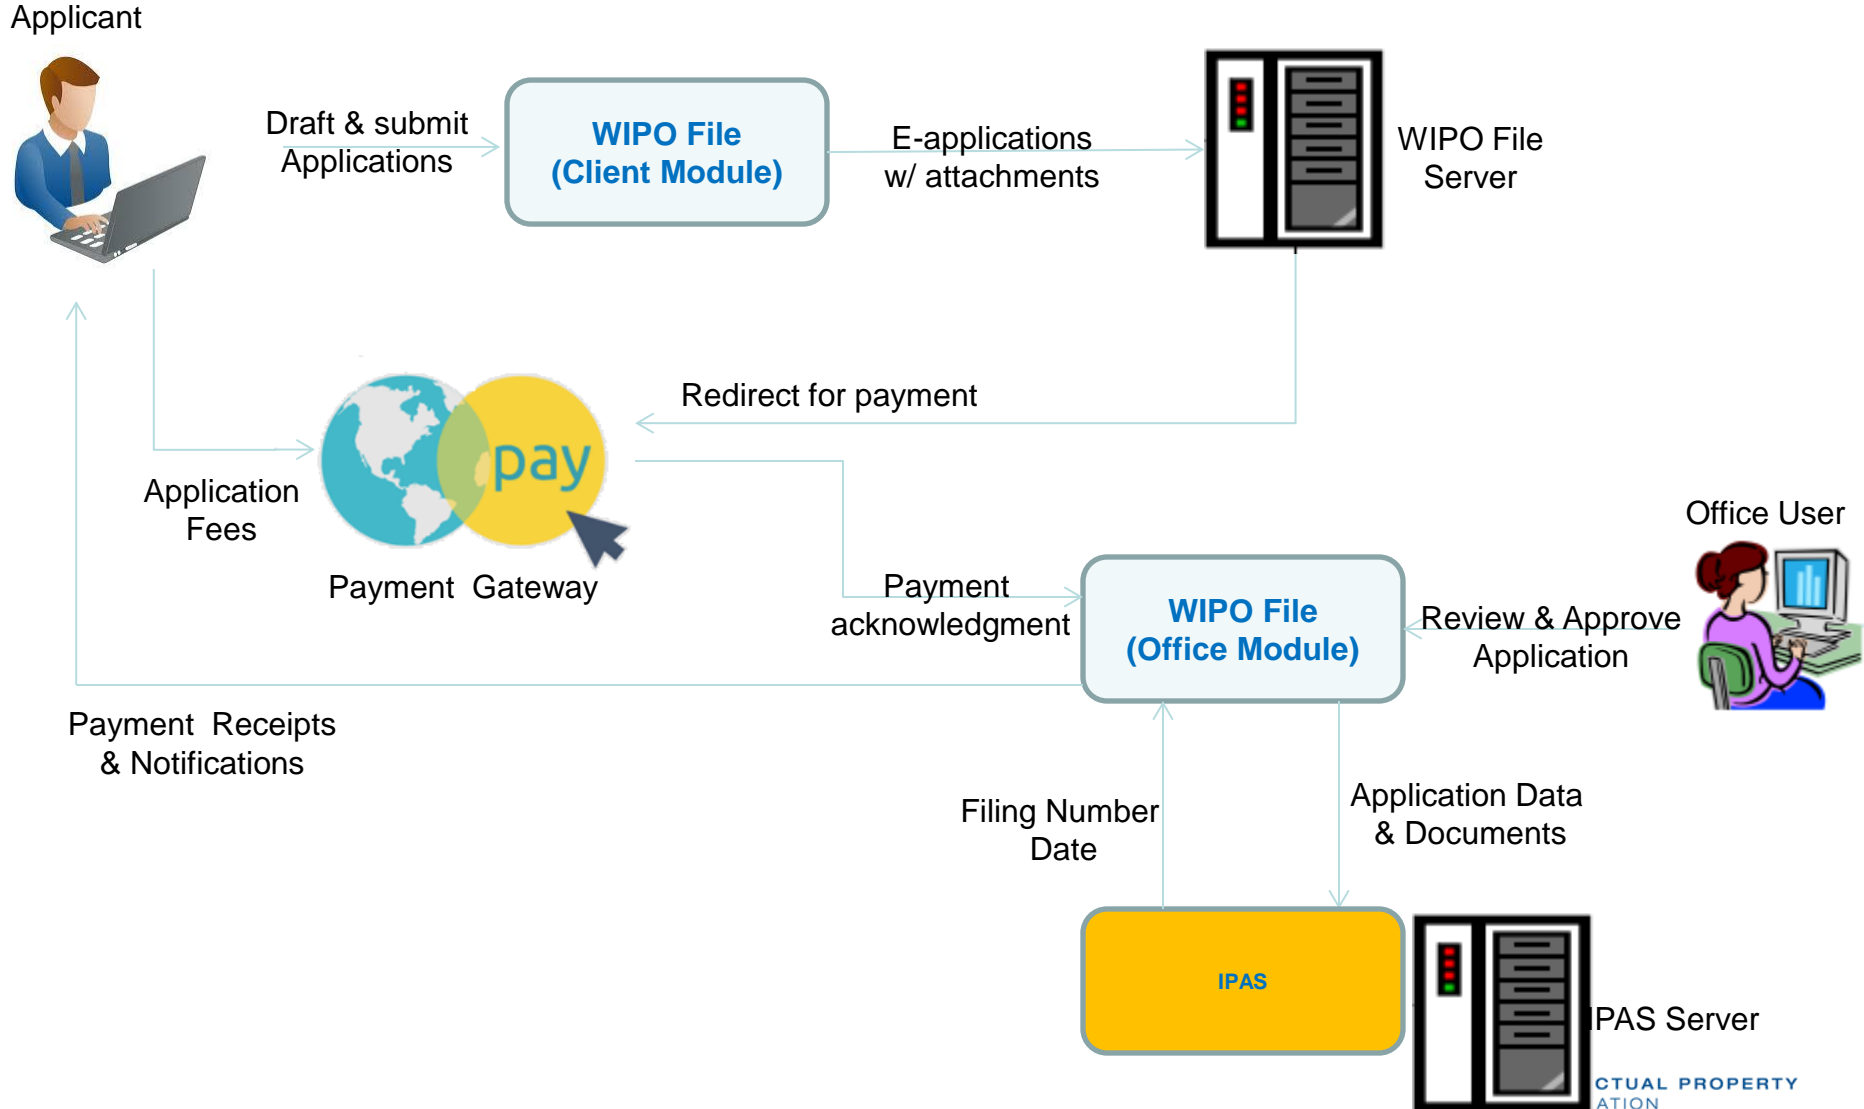 Applicant
Draft & submit
Applications
WIPO File
(Client Module)
E-applications
w/ attachments
WIPO File
Server
Redirect for payment
pay
Application
Fees
Payment Gateway
Office User
Payment
acknowledgment
WIPO File
(Office Module)
Review & Approve
Application
Payment Receipts
& Notifications
Filing Number
Date
Application Data
& Documents
IPAS
IPAS Server
CTUAL PROPERTY
ATION